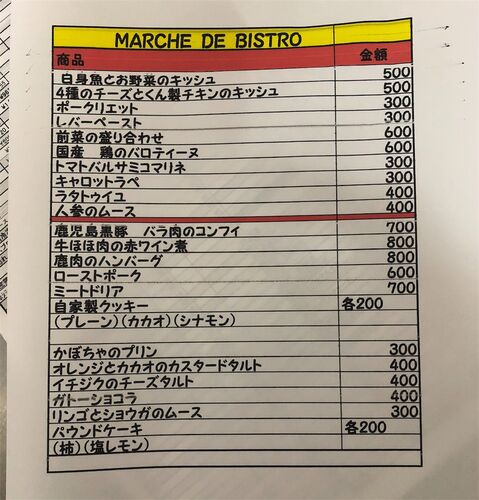 MARCHE DE BISTRO
商品 金額
白身魚とお野菜のキッシュ 500
4種のチーズとくん製チキンのキッシュ 500
ポークリエット 300
レバーペースト 300
前菜の盛り合わせ 600
国産 鶏のバロティーヌ 600
トマトバルサミコマリネ 300
キャロットラペ 300
ラタトゥイユ 400
人参のムース 400
鹿児島黒豚 バラ肉のコンフィ 700
牛ほほ肉の赤ワイン煮 800
鹿肉のハンバーグ 800
ローストポーク 600
ミートドリア 700
自家製クッキー 各200
(プレーン)(カカオ)(シナモン)
かぼちゃのプリン 300
オレンジとカカオのカスタードタルト 400
イチジクのチーズタルト 400
ガトーショコラ 400
リンゴとショウガのムース 300
パウンドケーキ 各200
(柿)(塩レモン)